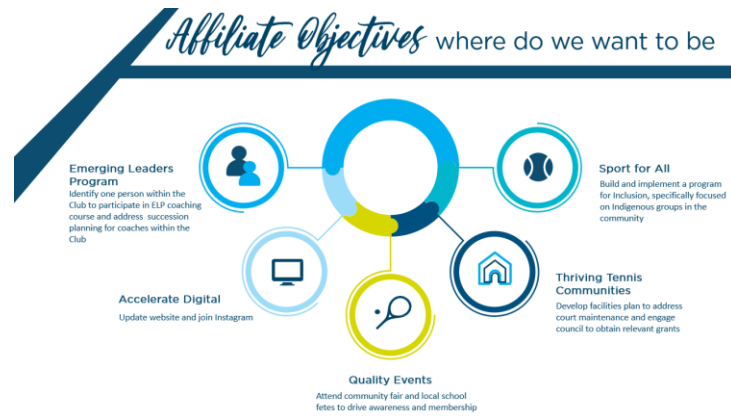 Affiliate Objectives where do we want to be
Emerging Leaders
Program
Identify one person within the
Club to participate in ELP coaching
course and address succession
planning for coaches within the
Club
Sport for All
Build and implement a program
for Inclusion, specifically focused
on Indigenous groups in the
community
Accelerate Digital
Update website and join Instagram
Thriving Tennis
Communities
Develop facilities plan to address
court maintenance and engage
council to obtain relevant grants
Quality Events
Attend community fair and local school
fetes to drive awareness and membership